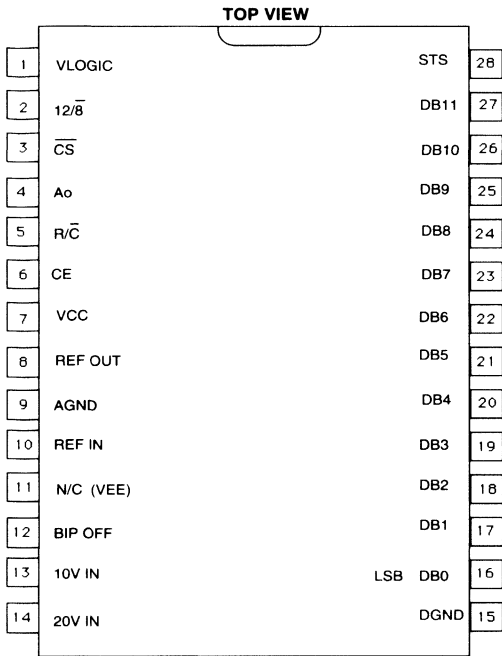 TOP VIEW
1 VLOGIC STS 28
2 12/8̅ DB11 27
3 C̅S̅ DB10 26
4 Ao DB9 25
5 R/C̅ DB8 24
6 CE DB7 23
7 VCC DB6 22
8 REF OUT DB5 21
9 AGND DB4 20
10 REF IN DB3 19
11 N/C (VEE) DB2 18
12 BIP OFF DB1 17
13 10V IN LSB DB0 16
14 20V IN DGND 15